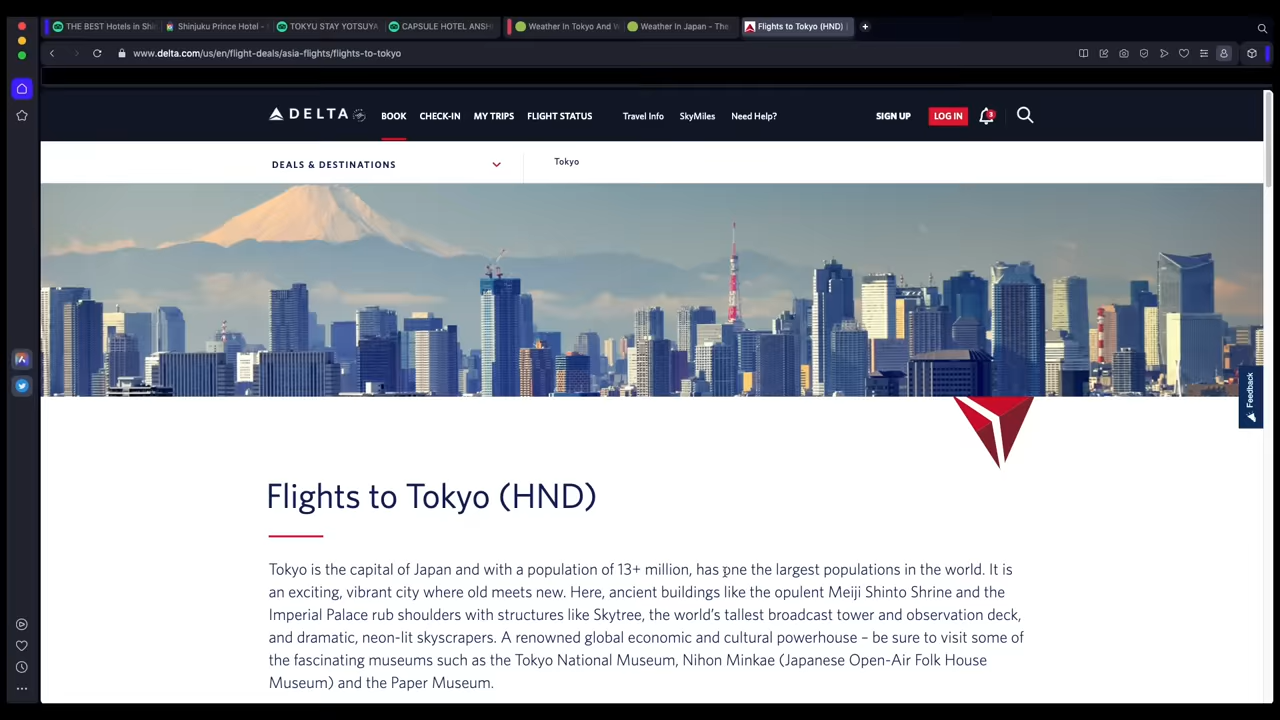 THE BEST Hotels in Shi
Shinjuku Prince Hotel -
TOKYU STAY YOTSUYA
CAPSULE HOTEL ANSH
Weather In Tokyo And
Weather In Japan - The
Flights to Tokyo (HND)
www.delta.com/us/en/flight-deals/asia-flights/flights-to-tokyo
DELTA
BOOK
CHECK-IN
MY TRIPS
FLIGHT STATUS
Travel Info
SkyMiles
Need Help?
SIGN UP
LOG IN
3
DEALS & DESTINATIONS
Tokyo
Feedback
Flights to Tokyo (HND)
Tokyo is the capital of Japan and with a population of 13+ million, has one the largest populations in the world. It is
an exciting, vibrant city where old meets new. Here, ancient buildings like the opulent Meiji Shinto Shrine and the
Imperial Palace rub shoulders with structures like Skytree, the world's tallest broadcast tower and observation deck,
and dramatic, neon-lit skyscrapers. A renowned global economic and cultural powerhouse – be sure to visit some of
the fascinating museums such as the Tokyo National Museum, Nihon Minkae (Japanese Open-Air Folk House
Museum) and the Paper Museum.